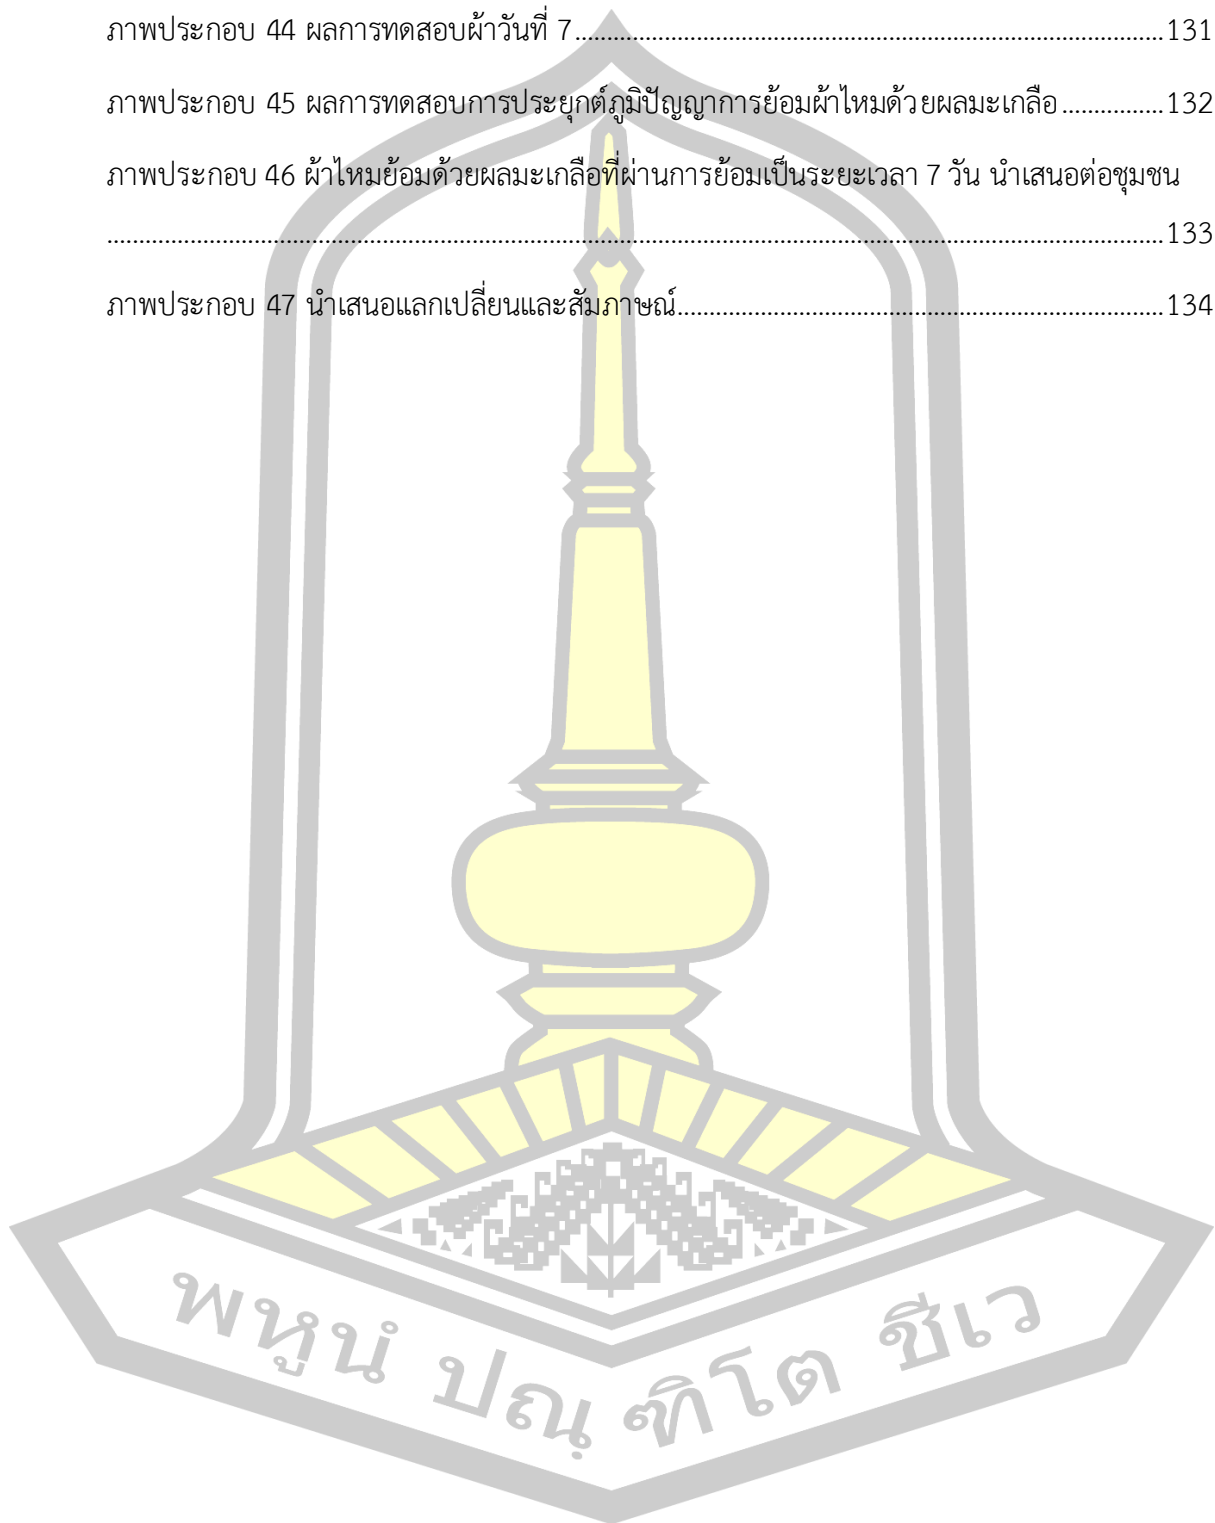 ภาพประกอบ 44 ผลการทดสอบผ้าวันที่ 7............................................................................131
ภาพประกอบ 45 ผลการทดสอบการประยุกต์ภูมิปัญญาการย้อมผ้าไหมด้วยผลมะเกลือ................132
ภาพประกอบ 46 ผ้าไหมย้อมด้วยผลมะเกลือที่ผ่านการย้อมเป็นระยะเวลา 7 วัน นำเสนอต่อชุมชน
.........................................................................................................................................133
ภาพประกอบ 47 นำเสนอแลกเปลี่ยนและสัมภาษณ์...............................................................134
พหูนํ ปณฺฑิโต ชีเว